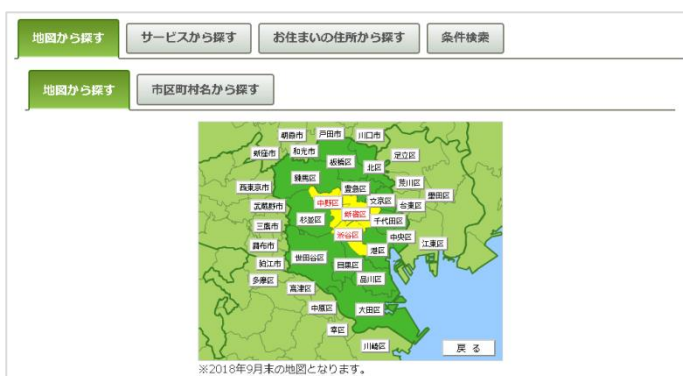 地図から探す サービスから探す お住まいの住所から探す 条件検索
地図から探す 市区町村名から探す
朝霞市 戸田市 川口市
新座市 和光市 板橋区 北区 足立区
西東京市 練馬区 豊島区 荒川区
武蔵野市 中野区 文京区 台東区 墨田区
三鷹市 杉並区 新宿区 千代田区
調布市 渋谷区 中央区 江東区
狛江市 世田谷区 目黒区 港区
多摩区 高津区 品川区
中原区 大田区
幸区
川崎区 戻る
※2018年9月末の地図となります。